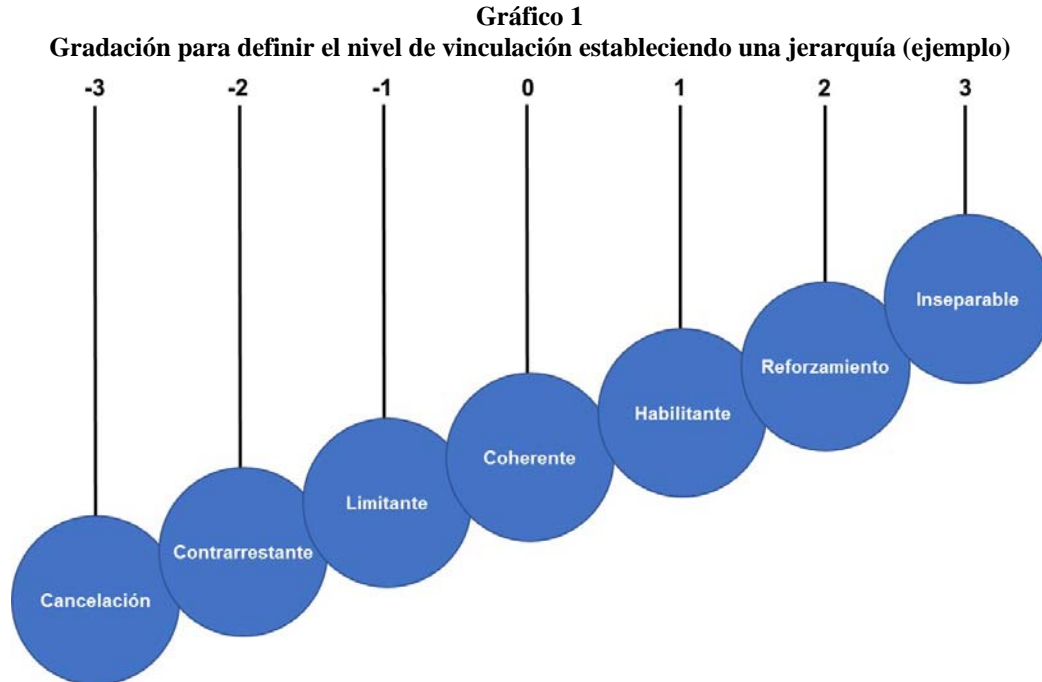 Gráfico 1
Gradación para definir el nivel de vinculación estableciendo una jerarquía (ejemplo)
-3 -2 -1 0 1 2 3
Inseparable
Reforzamiento
Habilitante
Coherente
Limitante
Contrarrestante
Cancelación